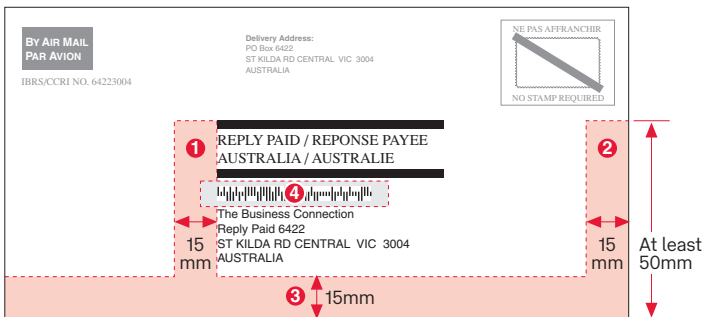 BY AIR MAIL
PAR AVION
IBRS/CCRI NO. 64223004
Delivery Address:
PO Box 6422
ST KILDA RD CENTRAL VIC 3004
AUSTRALIA
NE PAS AFFRANCHIR
NO STAMP REQUIRED
REPLY PAID / REPONSE PAYEE
AUSTRALIA / AUSTRALIE
1
2
4
The Business Connection
Reply Paid 6422
ST KILDA RD CENTRAL VIC 3004
AUSTRALIA
15
mm
15
mm
At least
50mm
3
15mm